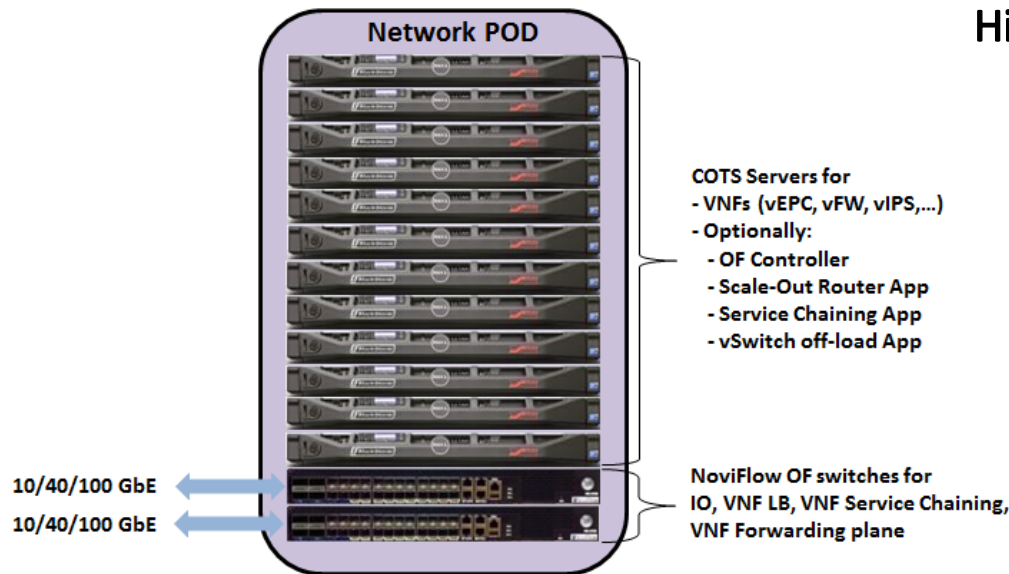 Hi
Network POD
COTS Servers for
- VNFs (vEPC, vFW, vIPS,...)
- Optionally:
- OF Controller
- Scale-Out Router App
- Service Chaining App
- vSwitch off-load App
10/40/100 GbE
NoviFlow OF switches for
IO, VNF LB, VNF Service Chaining,
VNF Forwarding plane
10/40/100 GbE